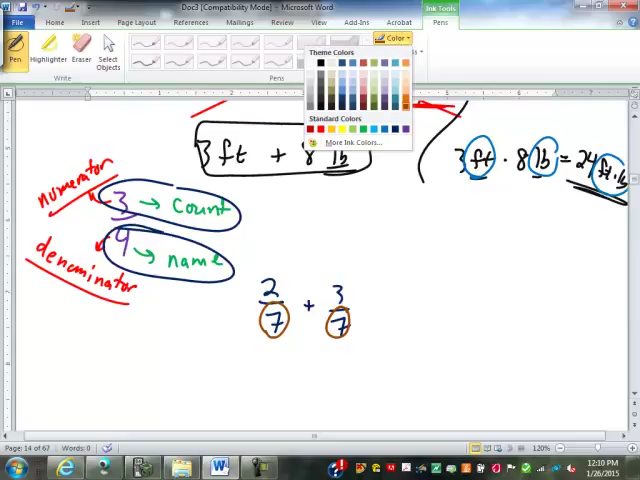 Doc3 [Compatibility Mode] - Microsoft Word
Ink Tools
File Home Insert Page Layout References Mailings Review View Add-Ins Acrobat Pens
Pen Highlighter Eraser Select Objects
Color
Write Pens
Theme Colors
Standard Colors
More Ink Colors...
3 ft + 8 lb
3 ft · 8 lb = 24 ft·lb
numerator
3 → Count
4 → name
denominator
2 3
+
7 7
Page: 14 of 67 Words: 0 120%
12:10 PM
1/26/2015